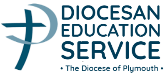 DIOCESAN
EDUCATION
SERVICE
• The Diocese of Plymouth •